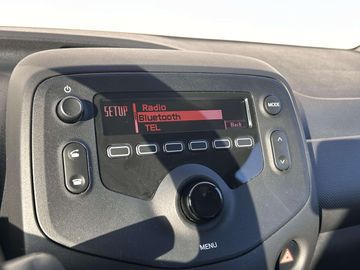 SETUP
Radio
Bluetooth
TEL
Back
MODE
MENU